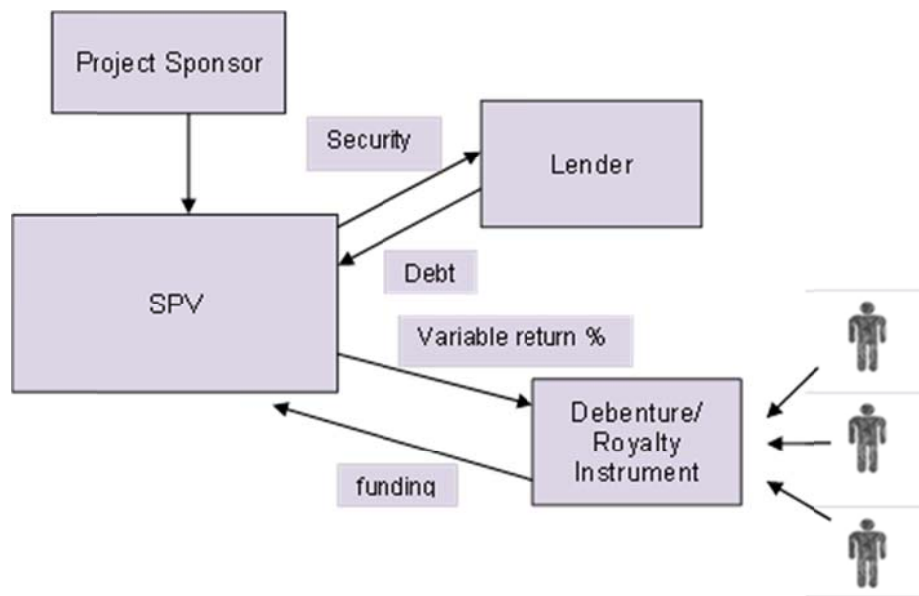 Project Sponsor
Security
Lender
Debt
SPV
Variable return %
Debenture/
Royalty
Instrument
funding